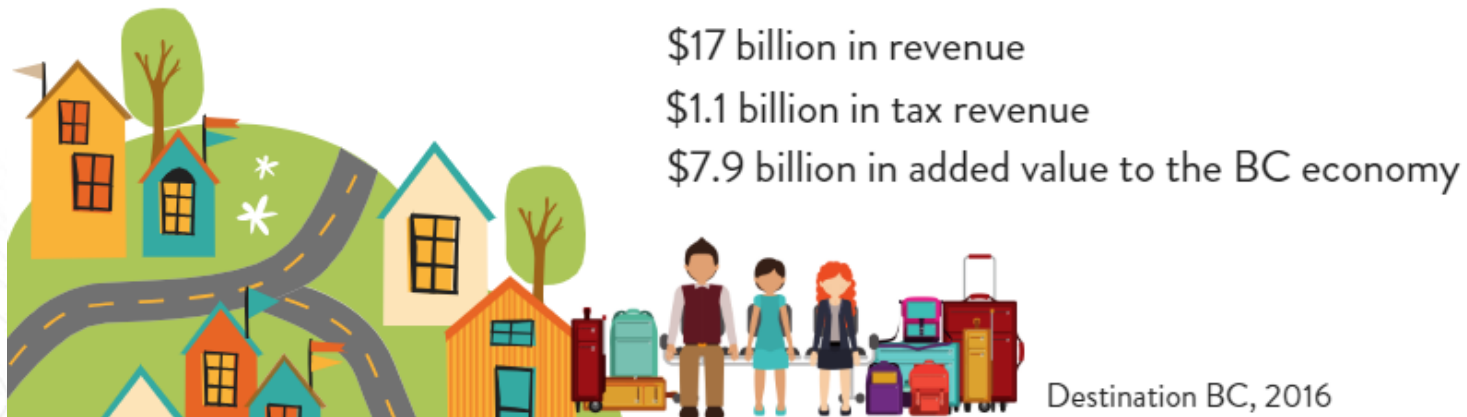 $17 billion in revenue
$1.1 billion in tax revenue
$7.9 billion in added value to the BC economy
Destination BC, 2016